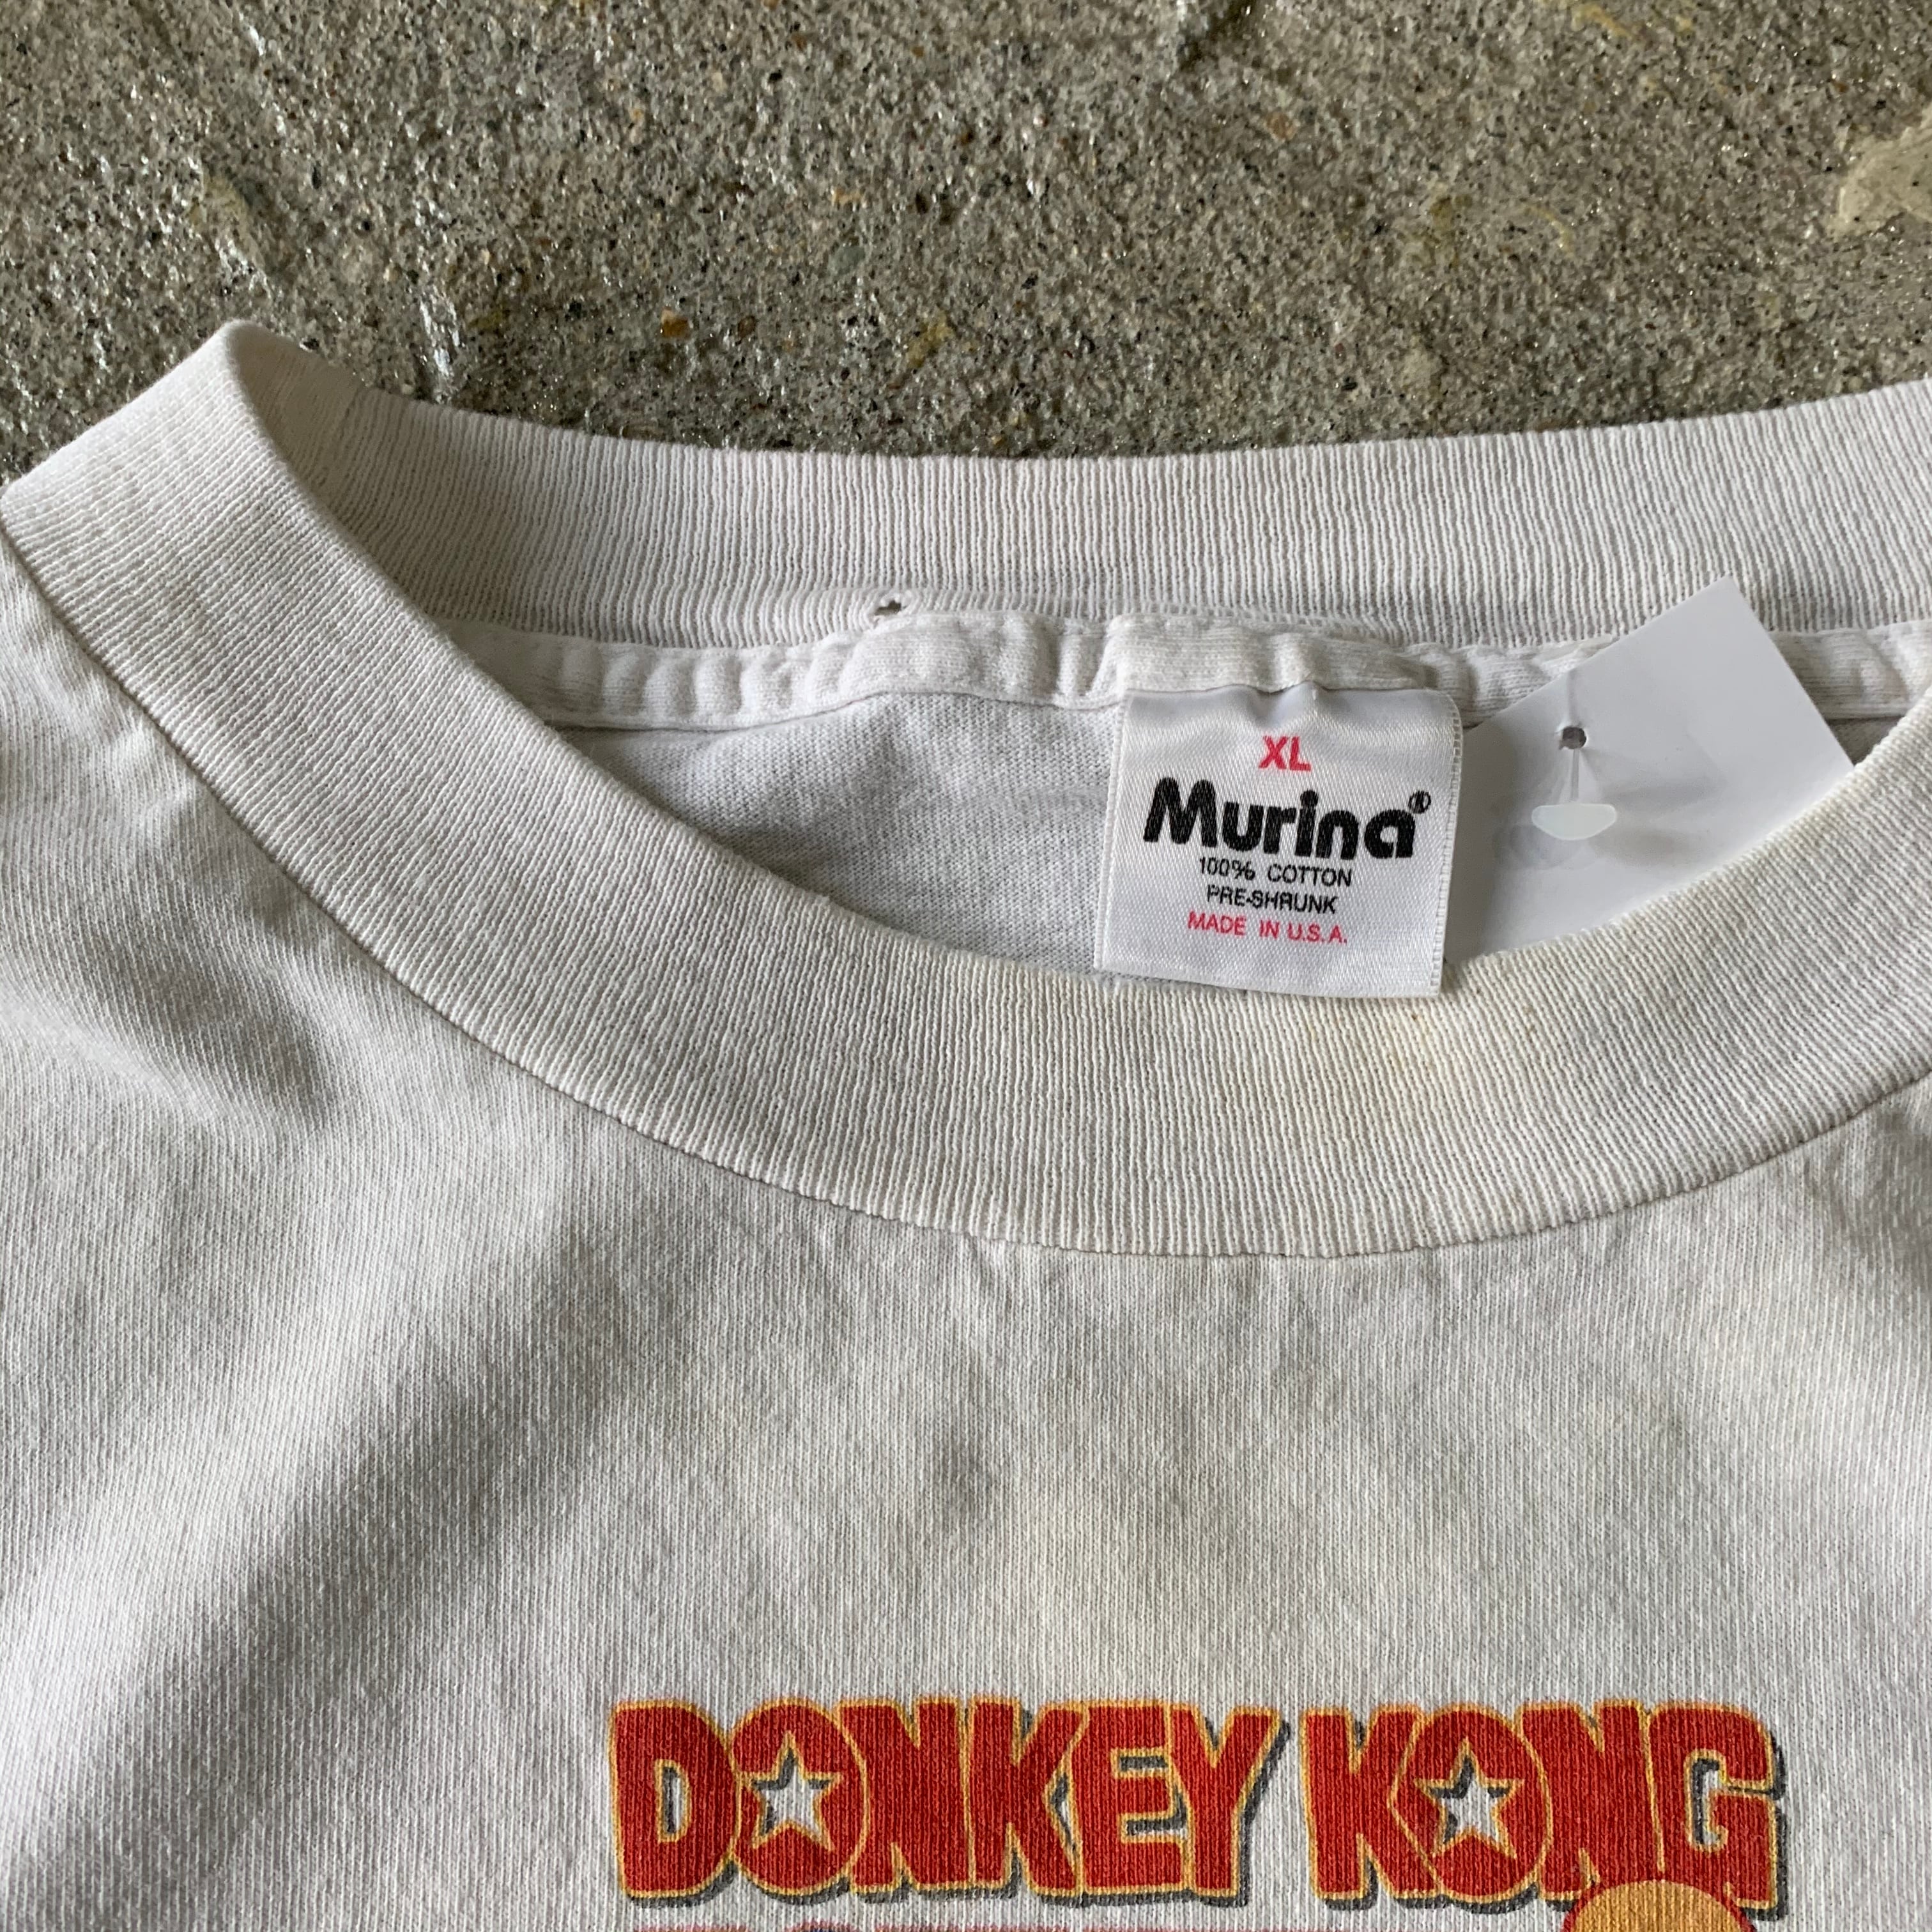 XL
Murina®
100% COTTON
PRE-SHRUNK
MADE IN U.S.A.
DONKEY KONG